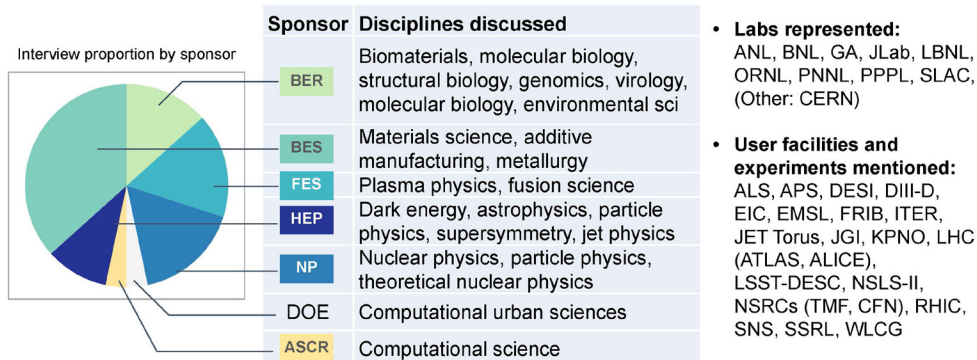 Interview proportion by sponsor
Sponsor Disciplines discussed
BER
Biomaterials, molecular biology,
structural biology, genomics, virology,
molecular biology, environmental sci
BES
Materials science, additive
manufacturing, metallurgy
FES
Plasma physics, fusion science
HEP
Dark energy, astrophysics, particle
physics, supersymmetry, jet physics
NP
Nuclear physics, particle physics,
theoretical nuclear physics
DOE
Computational urban sciences
ASCR
Computational science
• Labs represented:
ANL, BNL, GA, JLab, LBNL,
ORNL, PNNL, PPPL, SLAC,
(Other: CERN)
• User facilities and
experiments mentioned:
ALS, APS, DESI, DIII-D,
EIC, EMSL, FRIB, ITER,
JET Torus, JGI, KPNO, LHC
(ATLAS, ALICE),
LSST-DESC, NSLS-II,
NSRCs (TMF, CFN), RHIC,
SNS, SSRL, WLCG